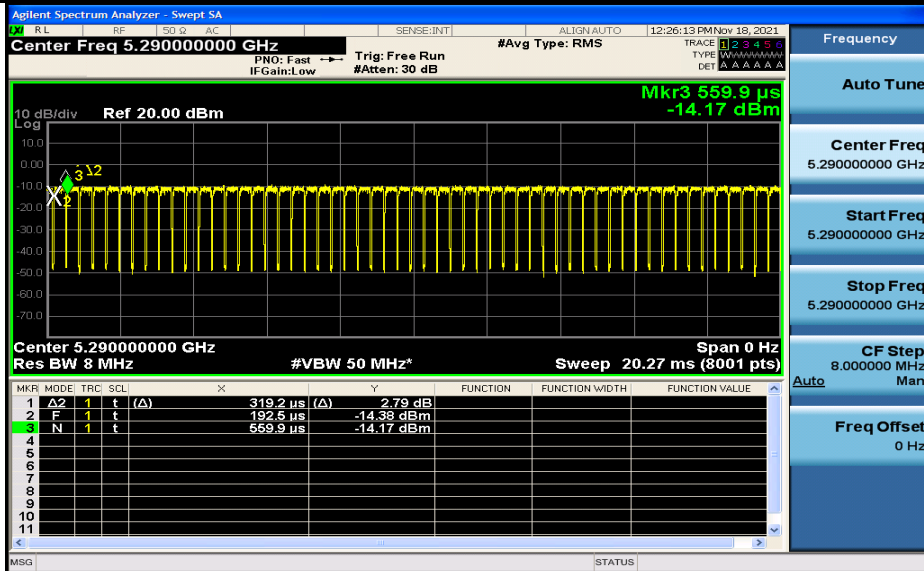 Agilent Spectrum Analyzer - Swept SA
LXI RL RF 50 Ω AC SENSE:INT ALIGN AUTO 12:26:13 PM Nov 18, 2021
Center Freq 5.290000000 GHz #Avg Type: RMS TRACE 1 2 3 4 5 6
PNO: Fast Trig: Free Run TYPE
IFGain:Low #Atten: 30 dB DET A A A A A A
Frequency
Auto Tune
Center Freq
5.290000000 GHz
Start Freq
5.290000000 GHz
Stop Freq
5.290000000 GHz
CF Step
8.000000 MHz
Auto Man
Freq Offset
0 Hz
Mkr3 559.9 µs
-14.17 dBm
10 dB/div Ref 20.00 dBm
Log
10.0
0.00
-10.0
-20.0
-30.0
-40.0
-50.0
-60.0
-70.0
3 1Δ2
X2
Center 5.290000000 GHz Span 0 Hz
Res BW 8 MHz #VBW 50 MHz* Sweep 20.27 ms (8001 pts)
MKR MODE TRC SCL X Y FUNCTION FUNCTION WIDTH FUNCTION VALUE
1 Δ2 1 t (Δ) 319.2 µs (Δ) 2.79 dB
2 F 1 t 192.5 µs -14.38 dBm
3 N 1 t 559.9 µs -14.17 dBm
4
5
6
7
8
9
10
11
MSG STATUS